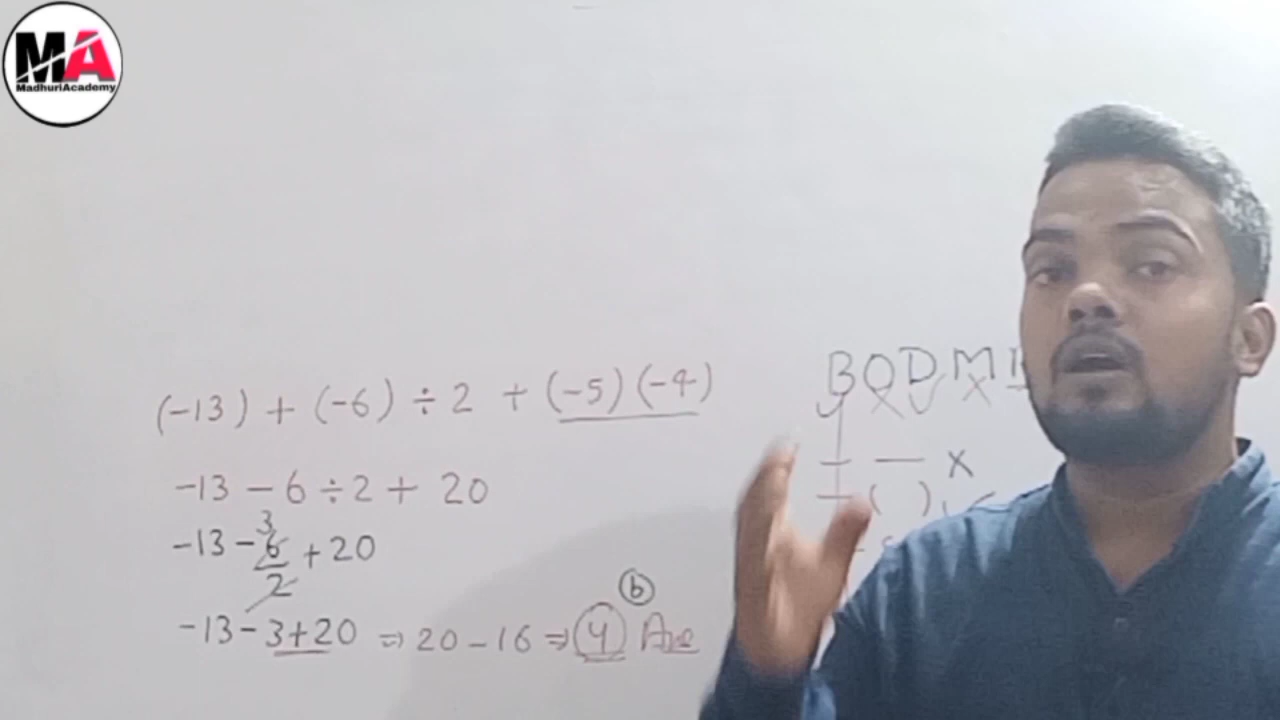 MA
MadhuriAcademy
(-13) + (-6) ÷ 2 + (-5)(-4)
-13 - 6 ÷ 2 + 20
3
-13 - 6/2 + 20
-13 - 3 + 20 ⇒ 20 - 16 ⇒ 4 Ans
(b)
BODM
— ×
( )